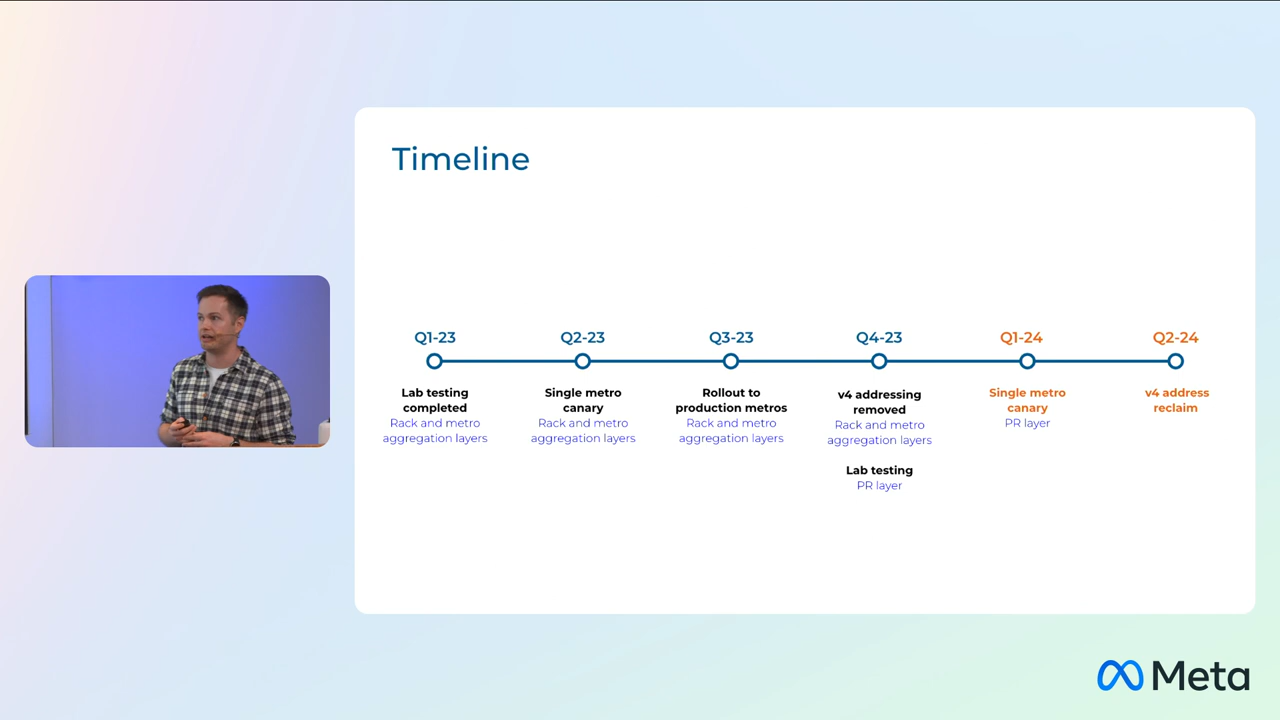 Timeline
Q1-23
Lab testing
completed
Rack and metro
aggregation layers
Q2-23
Single metro
canary
Rack and metro
aggregation layers
Q3-23
Rollout to
production metros
Rack and metro
aggregation layers
Q4-23
v4 addressing
removed
Rack and metro
aggregation layers
Lab testing
PR layer
Q1-24
Single metro
canary
PR layer
Q2-24
v4 address
reclaim
Meta